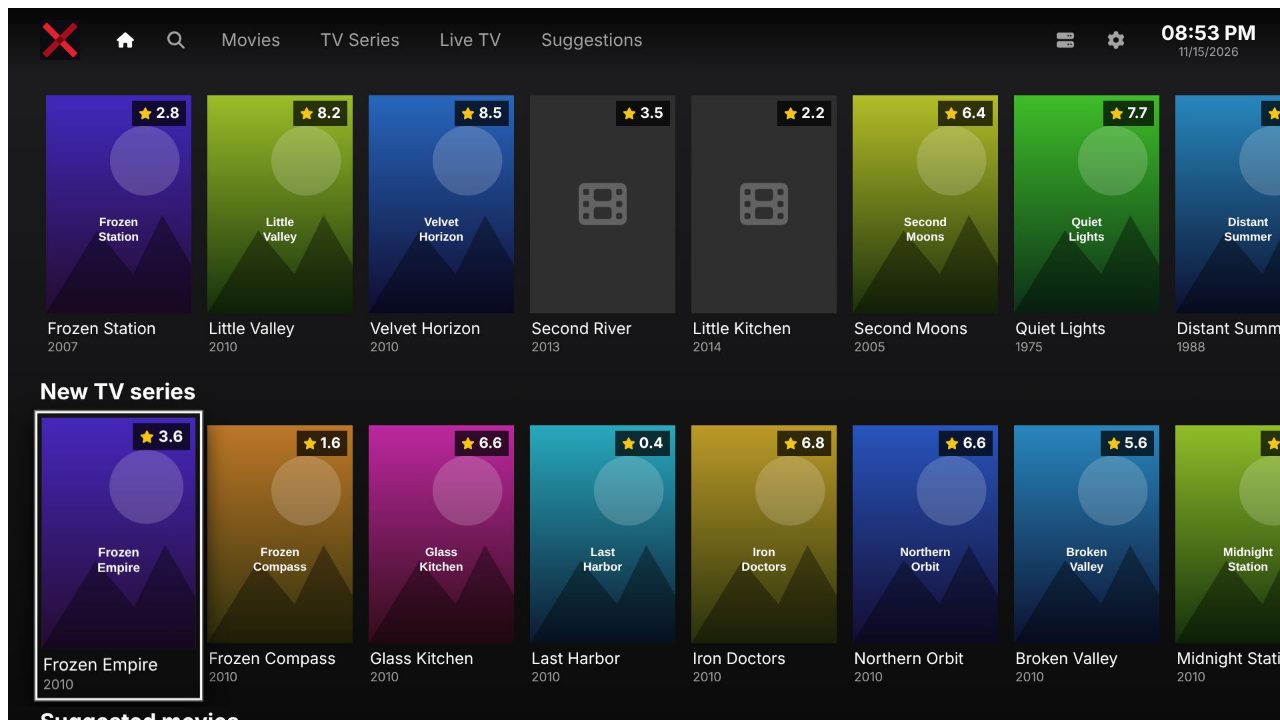 Movies TV Series Live TV Suggestions 08:53 PM
11/15/2026
2.8 8.2 8.5 3.5 2.2 6.4 7.7
Frozen Little Velvet Second Quiet Distant
Station Valley Horizon Moons Lights Summer
Frozen Station Little Valley Velvet Horizon Second River Little Kitchen Second Moons Quiet Lights Distant Summ
2007 2010 2010 2013 2014 2005 1975 1988
New TV series
3.6 1.6 6.6 0.4 6.8 6.6 5.6
Frozen Frozen Glass Last Iron Northern Broken Midnight
Empire Compass Kitchen Harbor Doctors Orbit Valley Station
Frozen Empire Frozen Compass Glass Kitchen Last Harbor Iron Doctors Northern Orbit Broken Valley Midnight Stati
2010 2010 2010 2010 2010 2010 2010 2010
Suggested movies